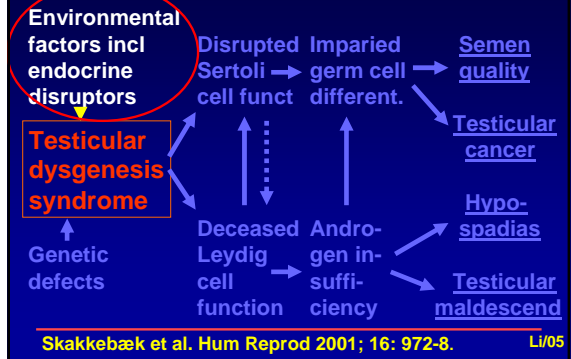 Environmental
factors incl
endocrine
disruptors
Disrupted
Sertoli
cell funct
Imparied
germ cell
different.
Semen
quality
Testicular
cancer
Testicular
dysgenesis
syndrome
Genetic
defects
Deceased
Leydig
cell
function
Andro-
gen in-
suffi-
ciency
Hypo-
spadias
Testicular
maldescend
Skakkebæk et al. Hum Reprod 2001; 16: 972-8.
Li/05